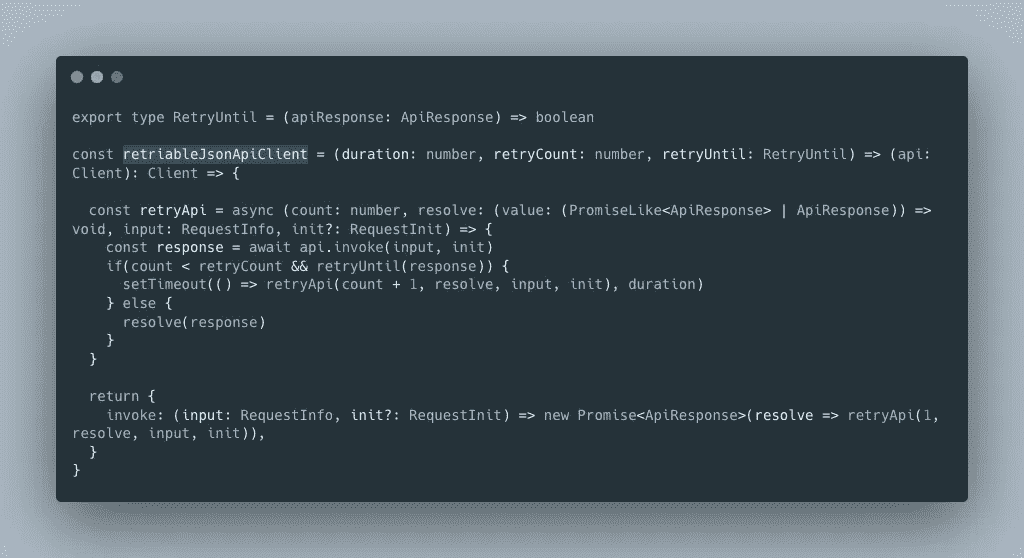 export type RetryUntil = (apiResponse: ApiResponse) => boolean
const retriableJsonApiClient = (duration: number, retryCount: number, retryUntil: RetryUntil) => (api:
Client): Client => {
const retryApi = async (count: number, resolve: (value: (PromiseLike<ApiResponse> | ApiResponse)) =>
void, input: RequestInfo, init?: RequestInit) => {
const response = await api.invoke(input, init)
if(count < retryCount && retryUntil(response)) {
setTimeout(() => retryApi(count + 1, resolve, input, init), duration)
} else {
resolve(response)
}
}
return {
invoke: (input: RequestInfo, init?: RequestInit) => new Promise<ApiResponse>(resolve => retryApi(1,
resolve, input, init)),
}
}